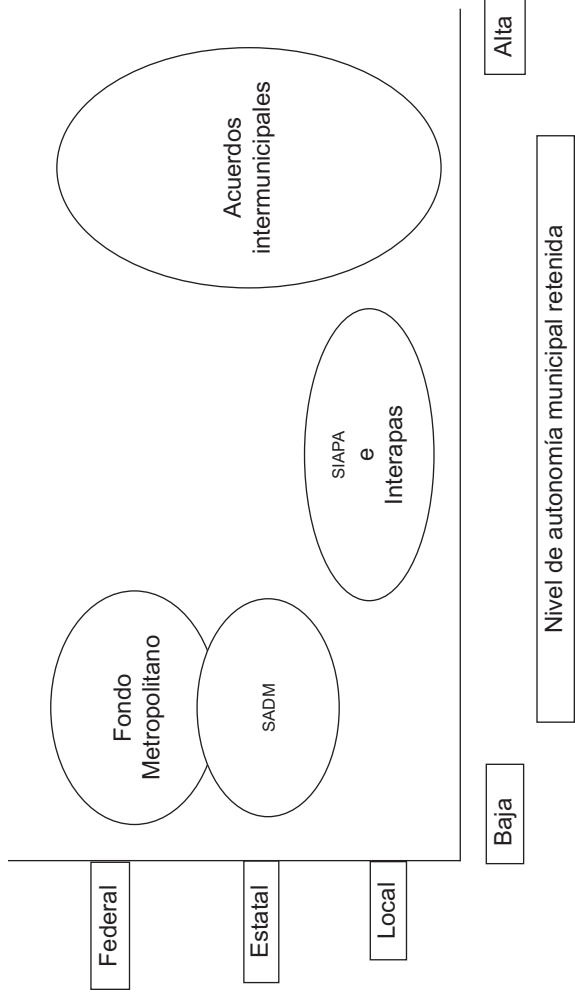 Federal
Estatal
Local
Fondo
Metropolitano
SADM
SIAPA
e
Interapas
Acuerdos
intermunicipales
Baja
Alta
Nivel de autonomía municipal retenida